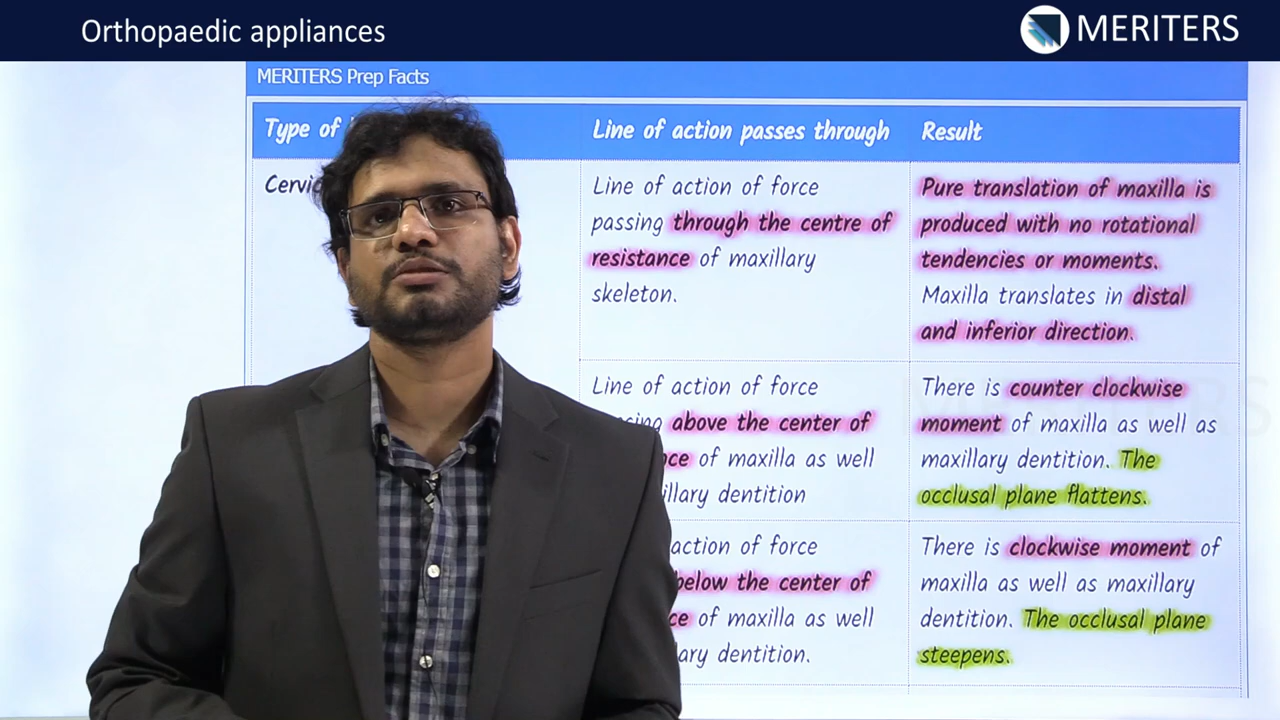 Orthopaedic appliances
MERITERS
MERITERS Prep Facts
Type of
Line of action passes through
Result
Line of action of force
passing through the centre of
resistance of maxillary
skeleton.
Pure translation of maxilla is
produced with no rotational
tendencies or moments.
Maxilla translates in distal
and inferior direction.
Line of action of force
above the center of
of maxilla as well
dentition
There is counter clockwise
moment of maxilla as well as
maxillary dentition. The
occlusal plane flattens.
action of force
below the center of
of maxilla as well
dentition.
There is clockwise moment of
maxilla as well as maxillary
dentition. The occlusal plane
steepens.